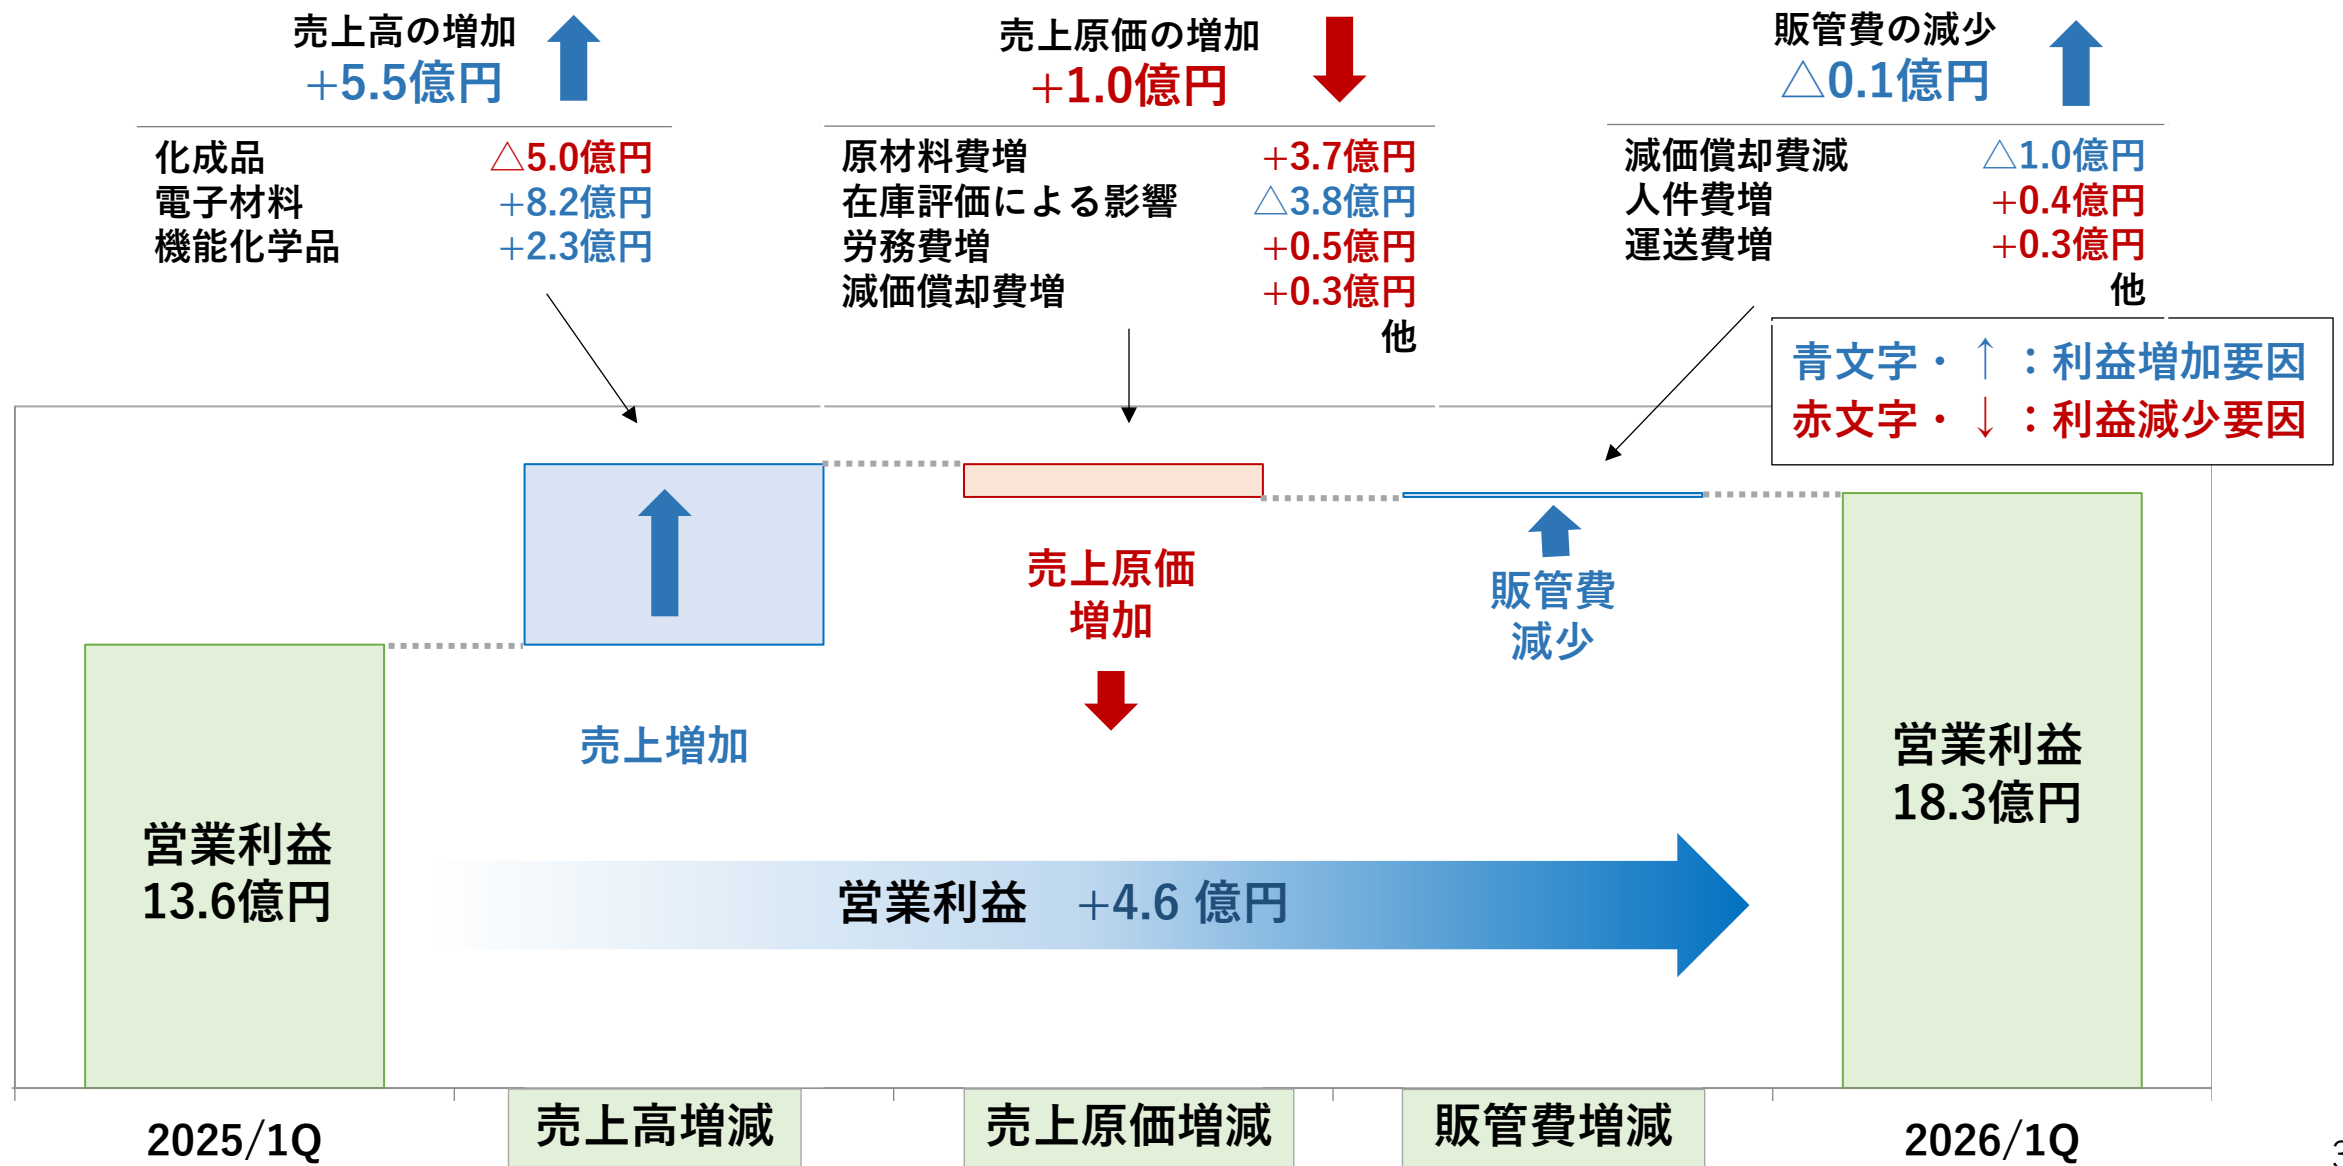 売上高の増加
+5.5億円
化成品 △5.0億円
電子材料 +8.2億円
機能化学品 +2.3億円
売上原価の増加
+1.0億円
原材料費増 +3.7億円
在庫評価による影響 △3.8億円
労務費増 +0.5億円
減価償却費増 +0.3億円
他
販管費の減少
△0.1億円
減価償却費減 △1.0億円
人件費増 +0.4億円
運送費増 +0.3億円
他
青文字・↑：利益増加要因
赤文字・↓：利益減少要因
売上増加
売上原価
増加
販管費
減少
営業利益
13.6億円
営業利益 +4.6 億円
営業利益
18.3億円
2025/1Q
売上高増減
売上原価増減
販管費増減
2026/1Q